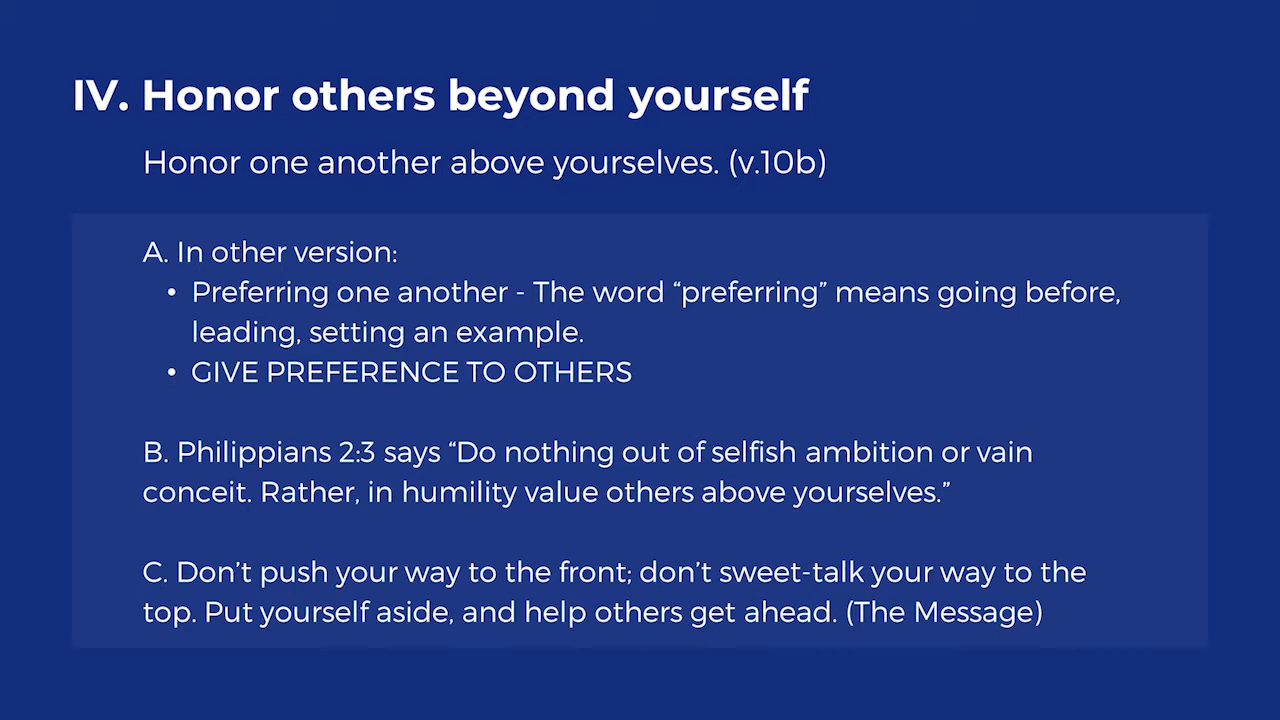 IV. Honor others beyond yourself
Honor one another above yourselves. (v.10b)
A. In other version:
• Preferring one another - The word “preferring” means going before,
leading, setting an example.
• GIVE PREFERENCE TO OTHERS
B. Philippians 2:3 says “Do nothing out of selfish ambition or vain
conceit. Rather, in humility value others above yourselves.”
C. Don’t push your way to the front; don’t sweet-talk your way to the
top. Put yourself aside, and help others get ahead. (The Message)